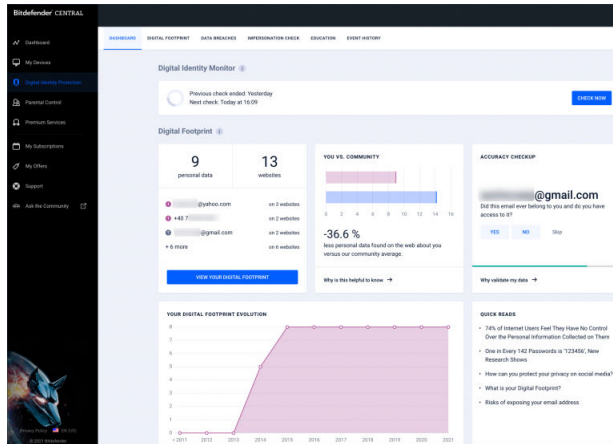 Bitdefender CENTRAL
Dashboard
My Devices
Digital Identity Protection
Parental Control
Premium Services
My Subscriptions
My Offers
Support
Ask the Community
Privacy Policy
© 2021 Bitdefender
DASHBOARD DIGITAL FOOTPRINT DATA BREACHES IMPERSONATION CHECK EDUCATION EVENT HISTORY
Digital Identity Monitor
Previous check ended: Yesterday
Next check: Today at 16:09
CHECK NOW
Digital Footprint
9 13
personal data websites
@yahoo.com on 3 websites
+40 7 on 2 websites
@gmail.com on 2 websites
+ 6 more on 6 websites
VIEW YOUR DIGITAL FOOTPRINT
YOU VS. COMMUNITY
0 2 4 6 8 10 12 14 16
-36.6 %
less personal data found on the web about you
versus our community average.
Why is this helpful to know →
ACCURACY CHECKUP
@gmail.com
Did this email ever belong to you and do you have
access to it?
YES NO Skip
Why validate my data →
YOUR DIGITAL FOOTPRINT EVOLUTION
8
7
6
5
4
3
2
1
0
< 2011 2012 2013 2014 2015 2016 2017 2018 2019 2020 2021
QUICK READS
• 74% of Internet Users Feel They Have No Control
Over the Personal Information Collected on Them
• One in Every 142 Passwords is '123456', New
Research Shows
• How can you protect your privacy on social media?
• What is your Digital Footprint?
• Risks of exposing your email address